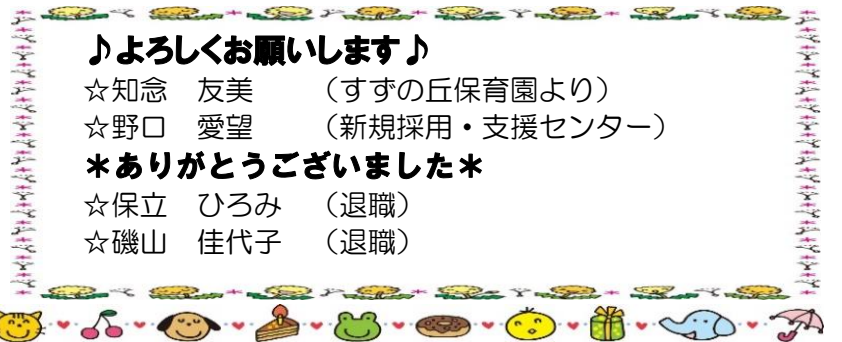 ♪よろしくお願いします♪
☆知念　友美　　（すずの丘保育園より）
☆野口　愛望　　（新規採用・支援センター）
＊ありがとうございました＊
☆保立　ひろみ　（退職）
☆磯山　佳代子　（退職）